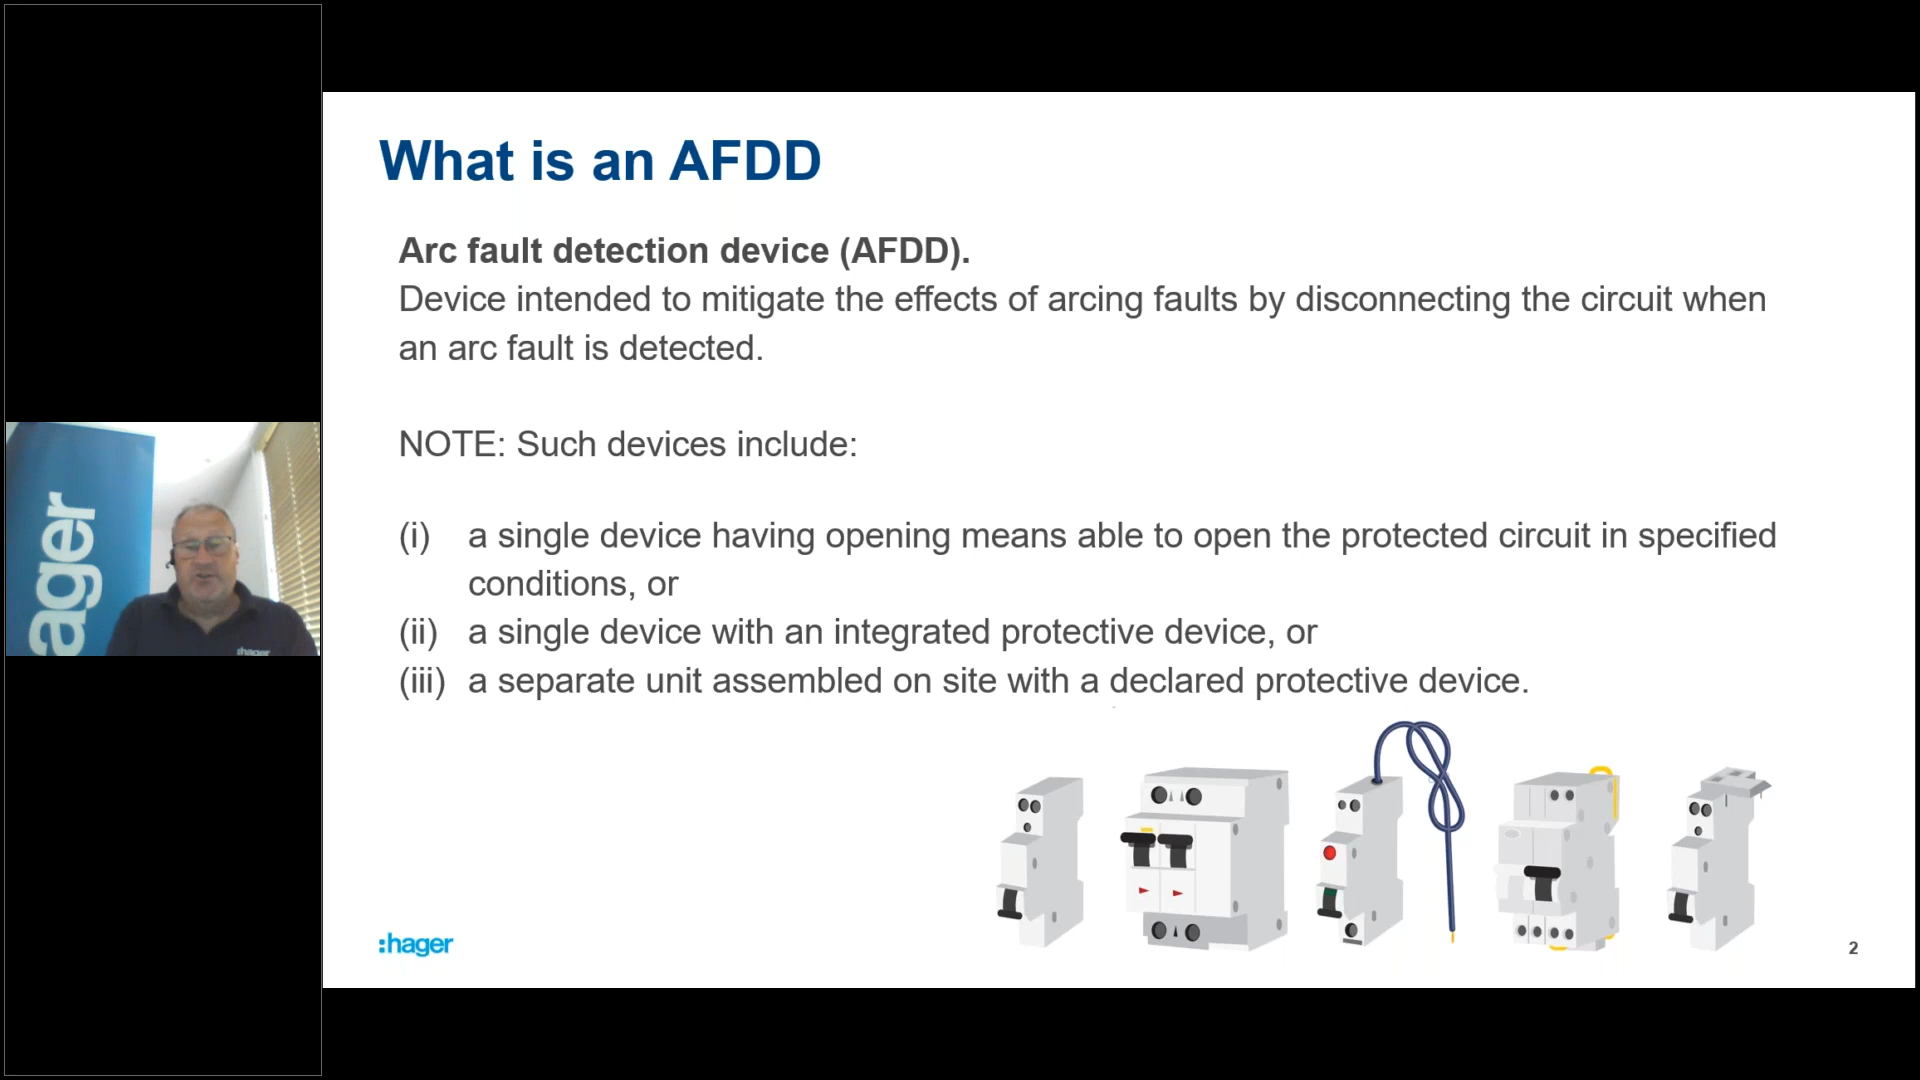 What is an AFDD
Arc fault detection device (AFDD).
Device intended to mitigate the effects of arcing faults by disconnecting the circuit when
an arc fault is detected.
NOTE: Such devices include:
(i) a single device having opening means able to open the protected circuit in specified
conditions, or
(ii) a single device with an integrated protective device, or
(iii) a separate unit assembled on site with a declared protective device.
:hager
2
ager
:hager